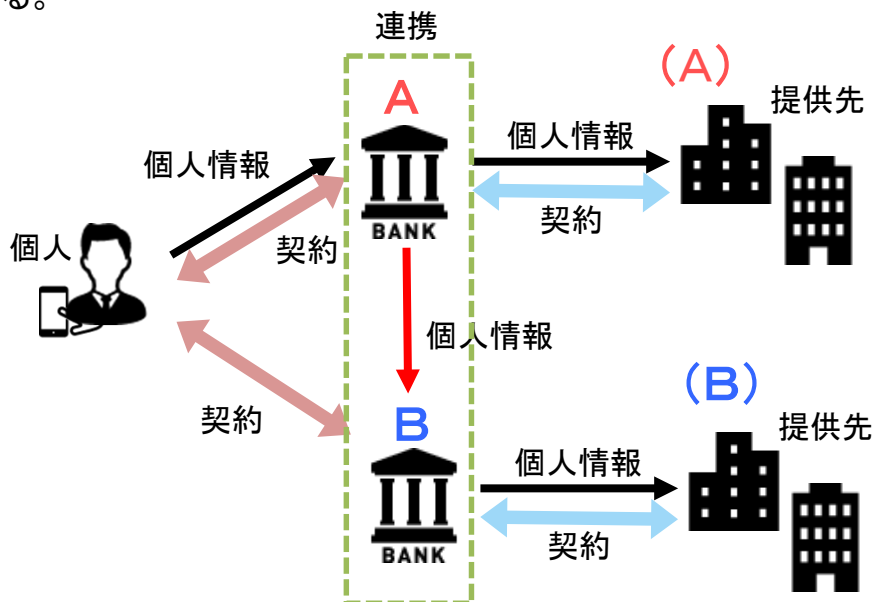 る。
連携
A
(A)
提供先
個人情報
個人情報
BANK
契約
契約
個人
個人情報
B
(B)
提供先
契約
個人情報
BANK
契約